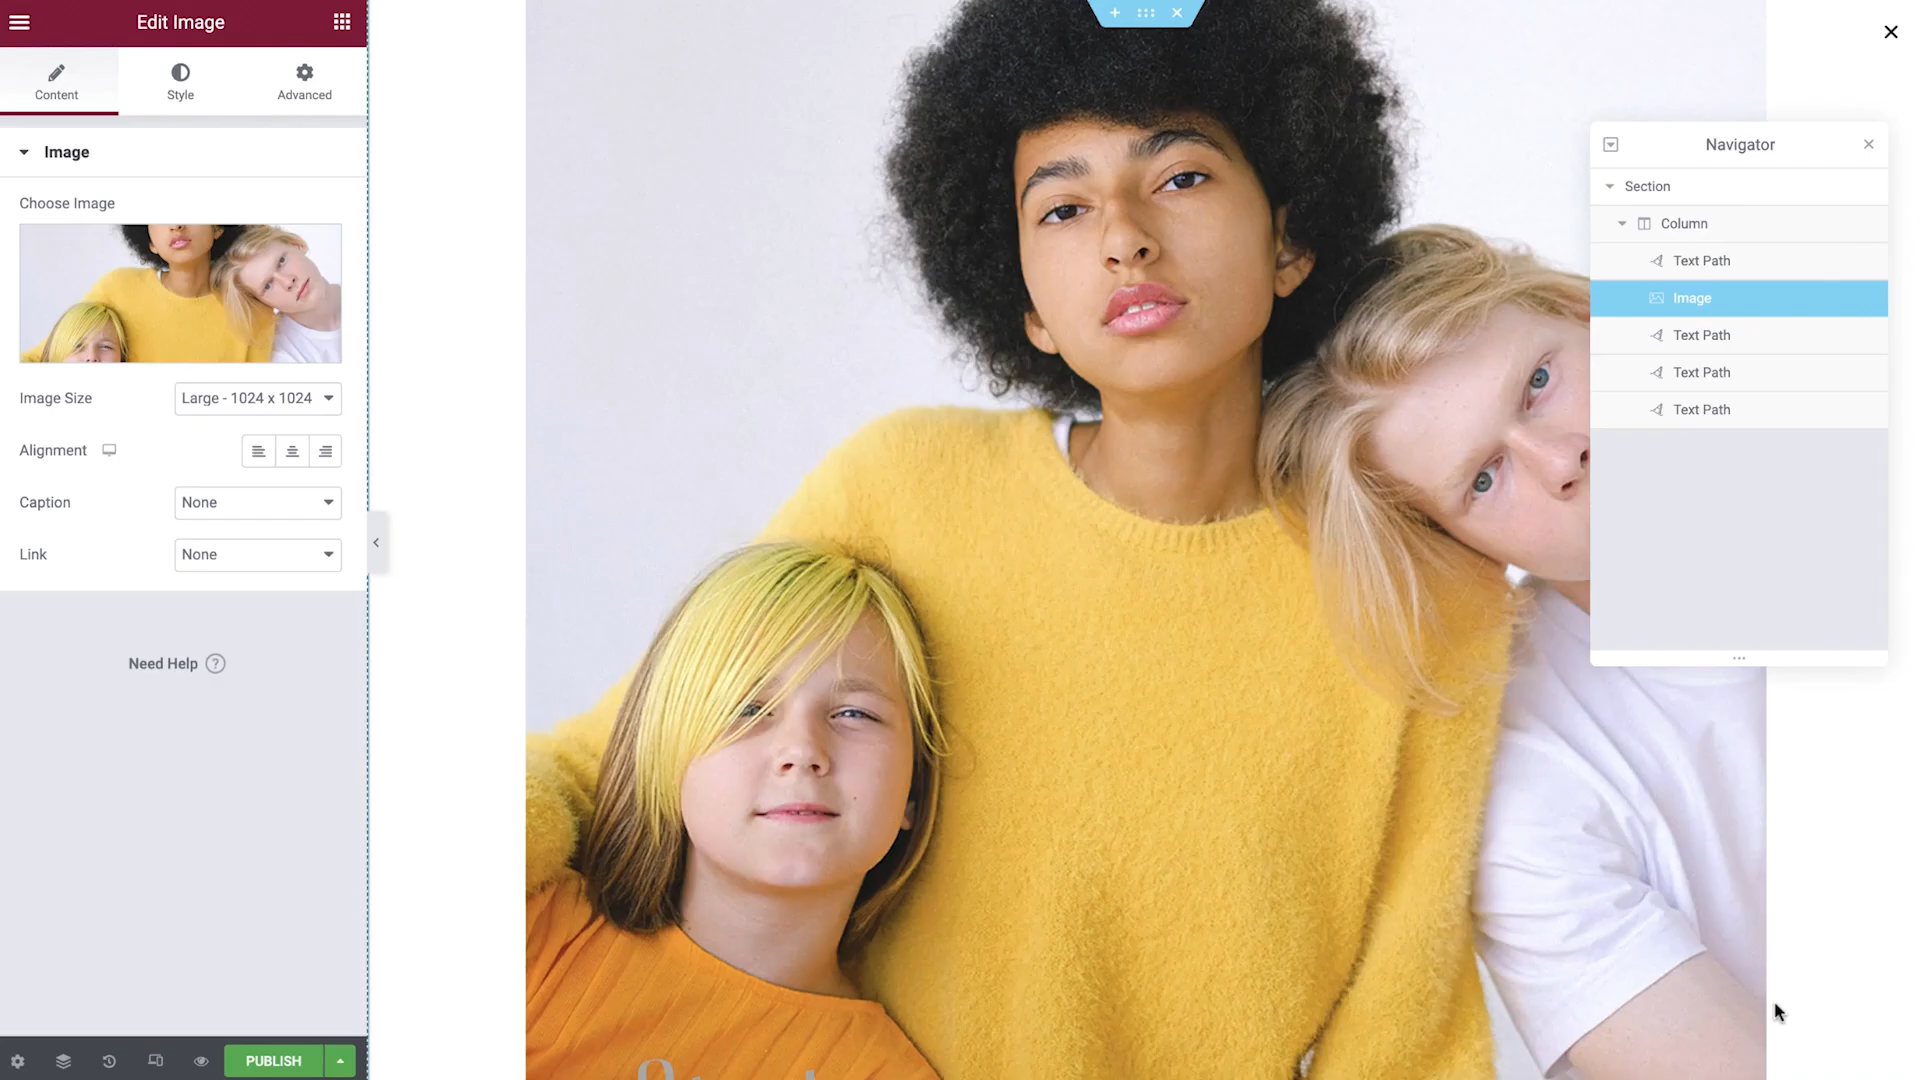 Edit Image
Content
Style
Advanced
Image
Choose Image
Image Size
Large - 1024 x 1024
Alignment
Caption
None
Link
None
Need Help ?
PUBLISH
Navigator
Section
Column
Text Path
Image
Text Path
Text Path
Text Path